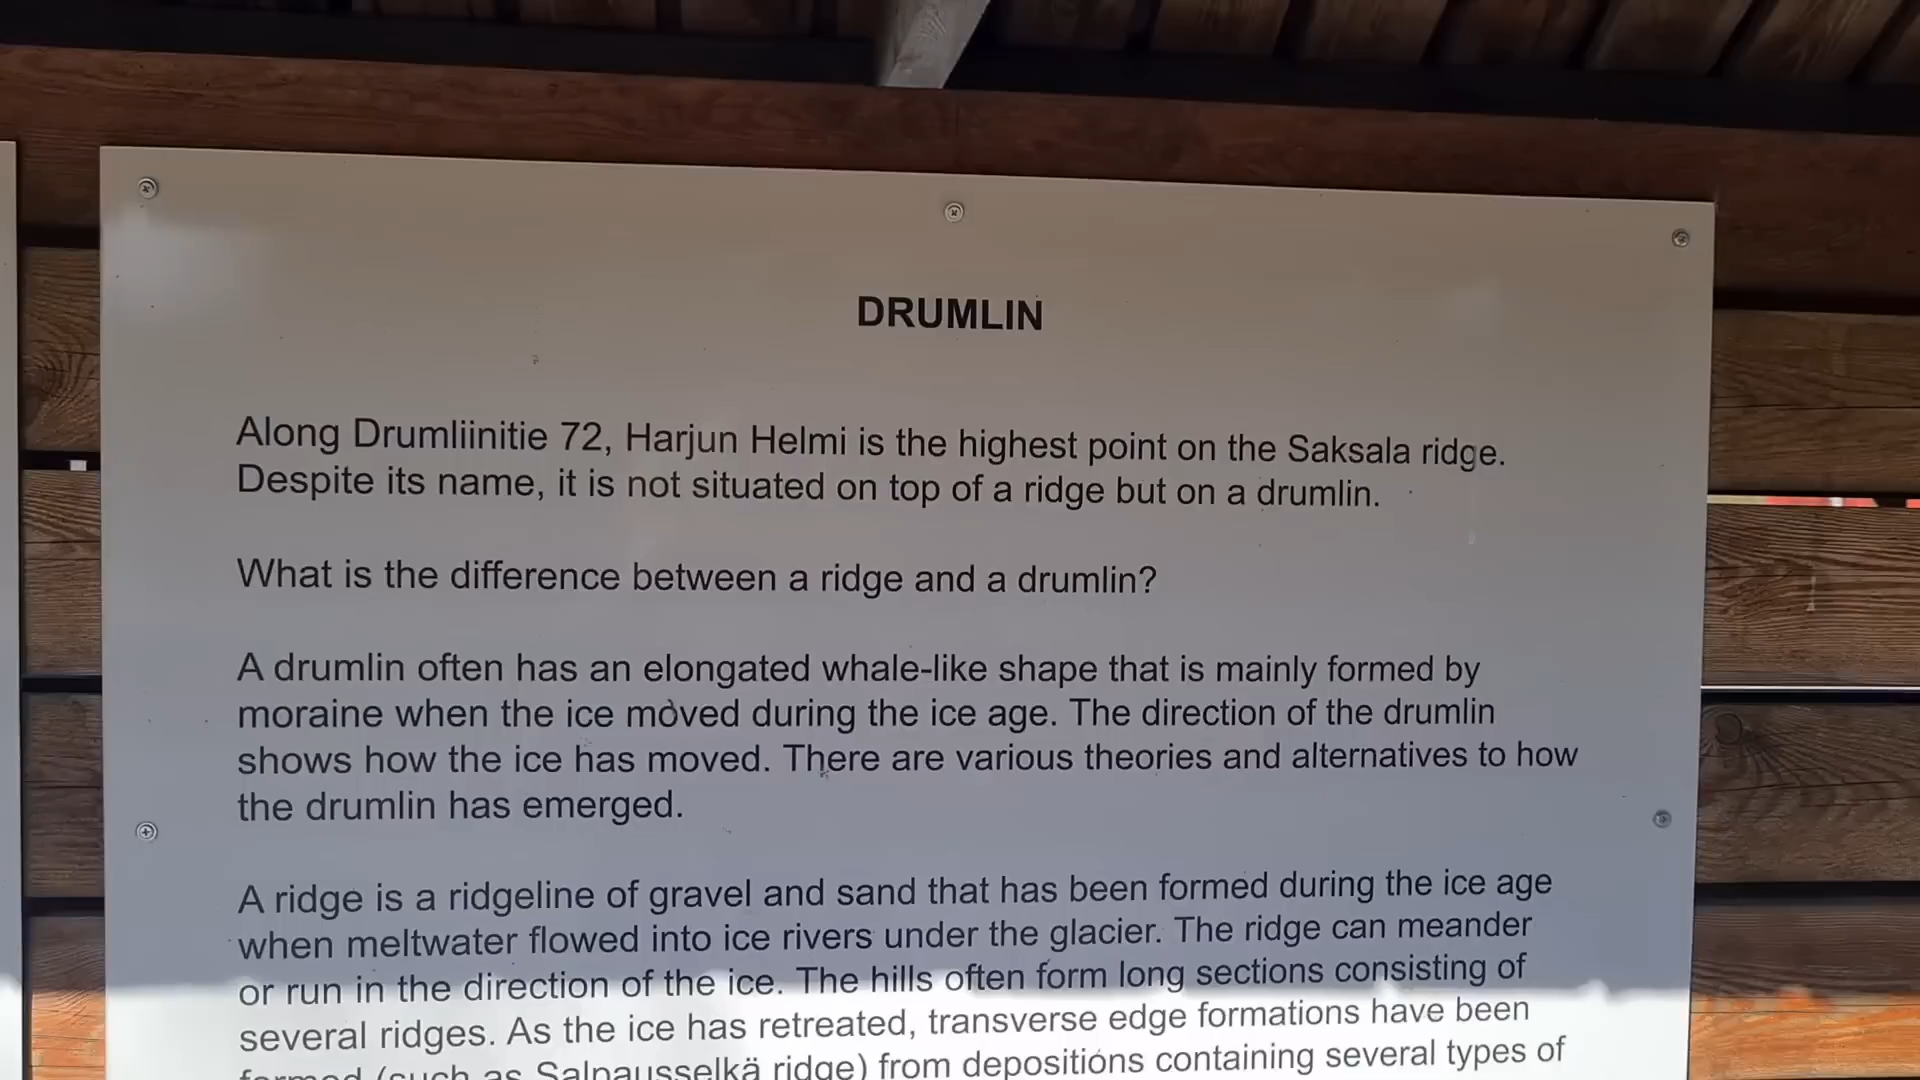 DRUMLIN
Along Drumliinitie 72, Harjun Helmi is the highest point on the Saksala ridge.
Despite its name, it is not situated on top of a ridge but on a drumlin.
What is the difference between a ridge and a drumlin?
A drumlin often has an elongated whale-like shape that is mainly formed by
moraine when the ice moved during the ice age. The direction of the drumlin
shows how the ice has moved. There are various theories and alternatives to how
the drumlin has emerged.
A ridge is a ridgeline of gravel and sand that has been formed during the ice age
when meltwater flowed into ice rivers under the glacier. The ridge can meander
or run in the direction of the ice. The hills often form long sections consisting of
several ridges. As the ice has retreated, transverse edge formations have been
formed (such as Salpausselkä ridge) from depositions containing several types of